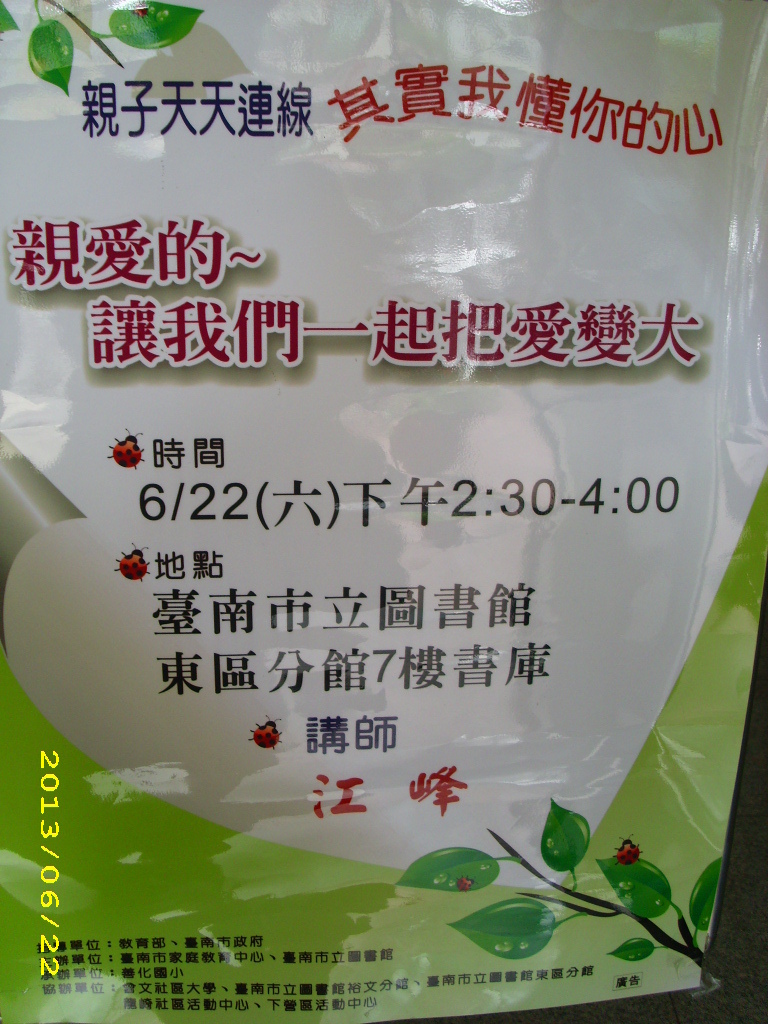 親子天天連線 其實我懂你的心
親愛的~
讓我們一起把愛變大
時間
6/22(六)下午2:30-4:00
地點
臺南市立圖書館
東區分館7樓書庫
講師
江峰
單位：教育部、臺南市政府
辦單位：臺南市家庭教育中心、臺南市立圖書館
辦單位：善化國小
協辦單位：曾文社區大學、臺南市立圖書館裕文分館、臺南市立圖書館東區分館
龍崎社區活動中心、下營區活動中心
廣告
2013/06/22